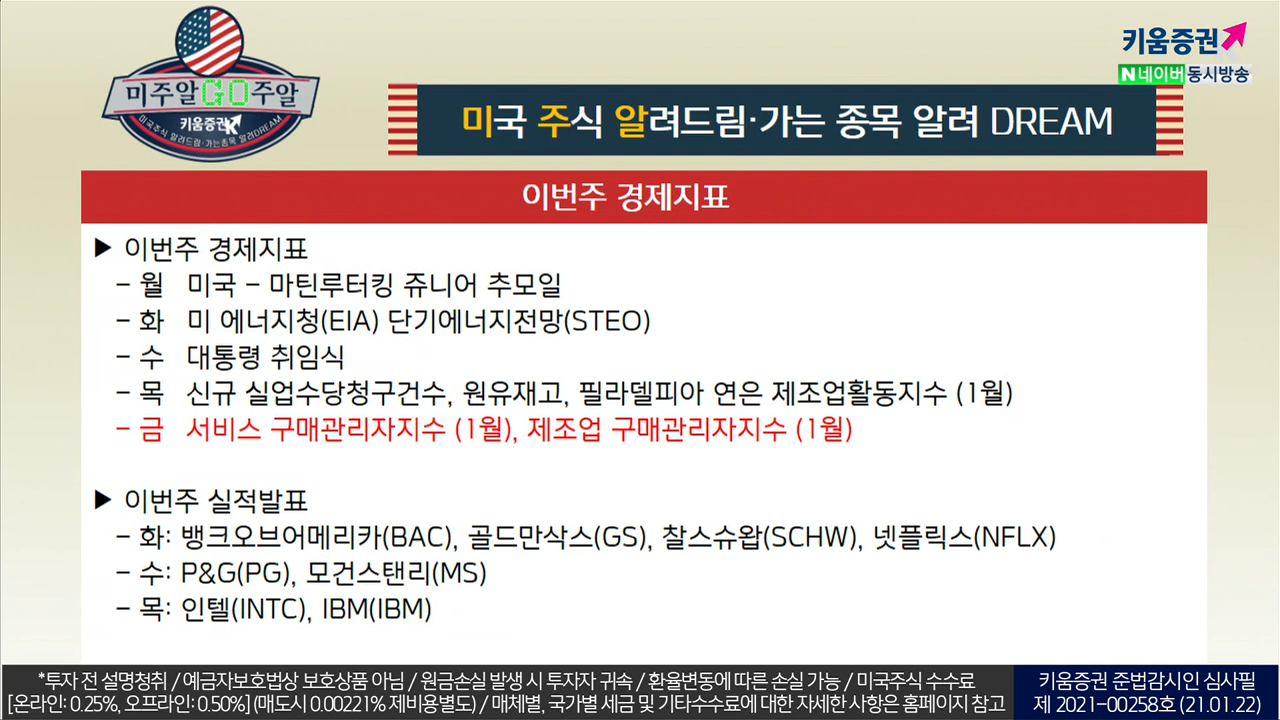 미주알GO주알
키움증권
미국주식 알려드림·가는종목 알려DREAM
키움증권
N 네이버 동시방송
미국 주식 알려드림·가는 종목 알려 DREAM
이번주 경제지표
▶ 이번주 경제지표
- 월 미국 - 마틴루터킹 쥬니어 추모일
- 화 미 에너지청(EIA) 단기에너지전망(STEO)
- 수 대통령 취임식
- 목 신규 실업수당청구건수, 원유재고, 필라델피아 연은 제조업활동지수 (1월)
- 금 서비스 구매관리자지수 (1월), 제조업 구매관리자지수 (1월)
▶ 이번주 실적발표
- 화: 뱅크오브어메리카(BAC), 골드만삭스(GS), 찰스슈왑(SCHW), 넷플릭스(NFLX)
- 수: P&G(PG), 모건스탠리(MS)
- 목: 인텔(INTC), IBM(IBM)
*투자 전 설명청취 / 예금자보호법상 보호상품 아님 / 원금손실 발생 시 투자자 귀속 / 환율변동에 따른 손실 가능 / 미국주식 수수료
[온라인: 0.25%, 오프라인: 0.50%] (매도시 0.00221% 제비용별도) / 매체별, 국가별 세금 및 기타수수료에 대한 자세한 사항은 홈페이지 참고
키움증권 준법감시인 심사필
제 2021-00258호 (21.01.22)